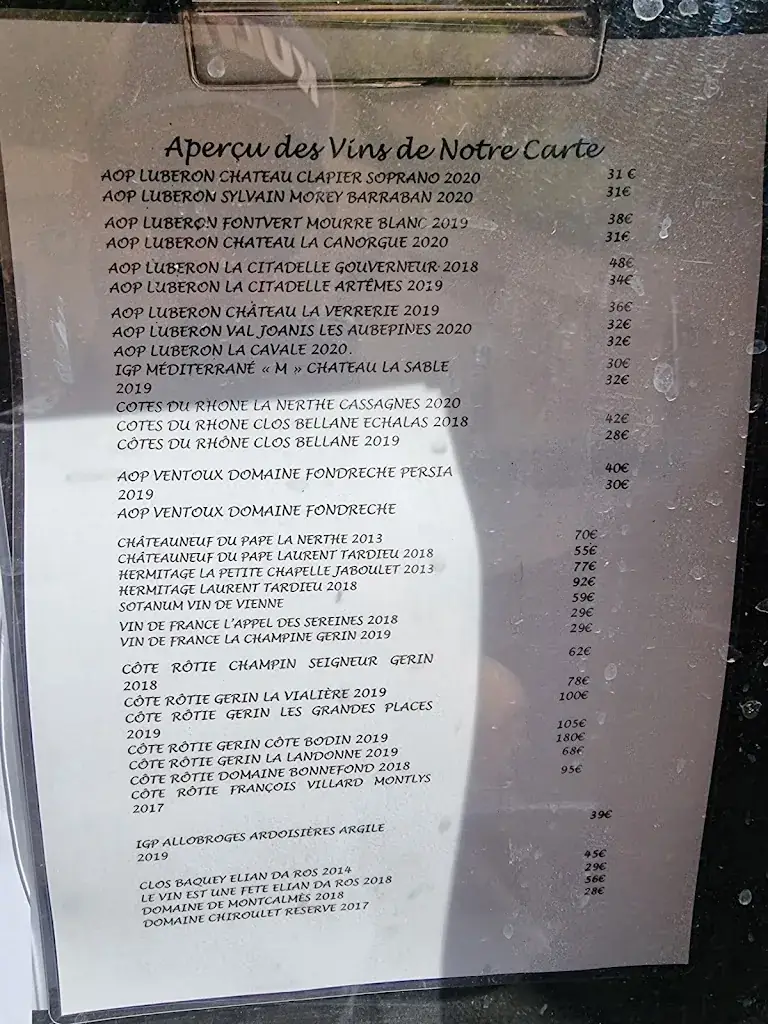 Aperçu des Vins de Notre Carte
AOP LUBERON CHATEAU CLAPIER SOPRANO 2020 31 €
AOP LUBERON SYLVAIN MOREY BARRABAN 2020 31€
AOP LUBERON FONTVERT MOURRE BLANC 2019 38€
AOP LUBERON CHATEAU LA CANORGUE 2020 31€
AOP LUBERON LA CITADELLE GOUVERNEUR 2018 48€
AOP LUBERON LA CITADELLE ARTÊMES 2019 34€
AOP LUBERON CHÂTEAU LA VERRERIE 2019 36€
AOP LUBERON VAL JOANIS LES AUBEPINES 2020 32€
AOP LUBERON LA CAVALE 2020. 32€
IGP MÉDITERRANÉ « M » CHATEAU LA SABLE 30€
2019 32€
COTES DU RHONE LA NERTHE CASSAGNES 2020
COTES DU RHONE CLOS BELLANE ECHALAS 2018 42€
CÔTES DU RHÔNE CLOS BELLANE 2019 28€
AOP VENTOUX DOMAINE FONDRECHE PERSIA 40€
2019 30€
AOP VENTOUX DOMAINE FONDRECHE
CHÂTEAUNEUF DU PAPE LA NERTHE 2013 70€
CHÂTEAUNEUF DU PAPE LAURENT TARDIEU 2018 55€
HERMITAGE LA PETITE CHAPELLE JABOULET 2013 77€
HERMITAGE LAURENT TARDIEU 2018 92€
SOTANUM VIN DE VIENNE 59€
VIN DE FRANCE L'APPEL DES SEREINES 2018 29€
VIN DE FRANCE LA CHAMPINE GERIN 2019 29€
CÔTE RÔTIE CHAMPIN SEIGNEUR GERIN 62€
2018
CÔTE RÔTIE GERIN LA VIALIÈRE 2019 78€
CÔTE RÔTIE GERIN LES GRANDES PLACES 100€
2019
CÔTE RÔTIE GERIN CÔTE BODIN 2019 105€
CÔTE RÔTIE GERIN LA LANDONNE 2019 180€
CÔTE RÔTIE DOMAINE BONNEFOND 2018 68€
CÔTE RÔTIE FRANÇOIS VILLARD MONTLYS 95€
2017
IGP ALLOBROGES ARDOISIÈRES ARGILE 39€
2019
CLOS BAQUEY ELIAN DA ROS 2014 45€
LE VIN EST UNE FETE ELIAN DA ROS 2018 29€
DOMAINE DE MONTCALMÈS 2018 56€
DOMAINE CHIROULET RESERVE 2017 28€